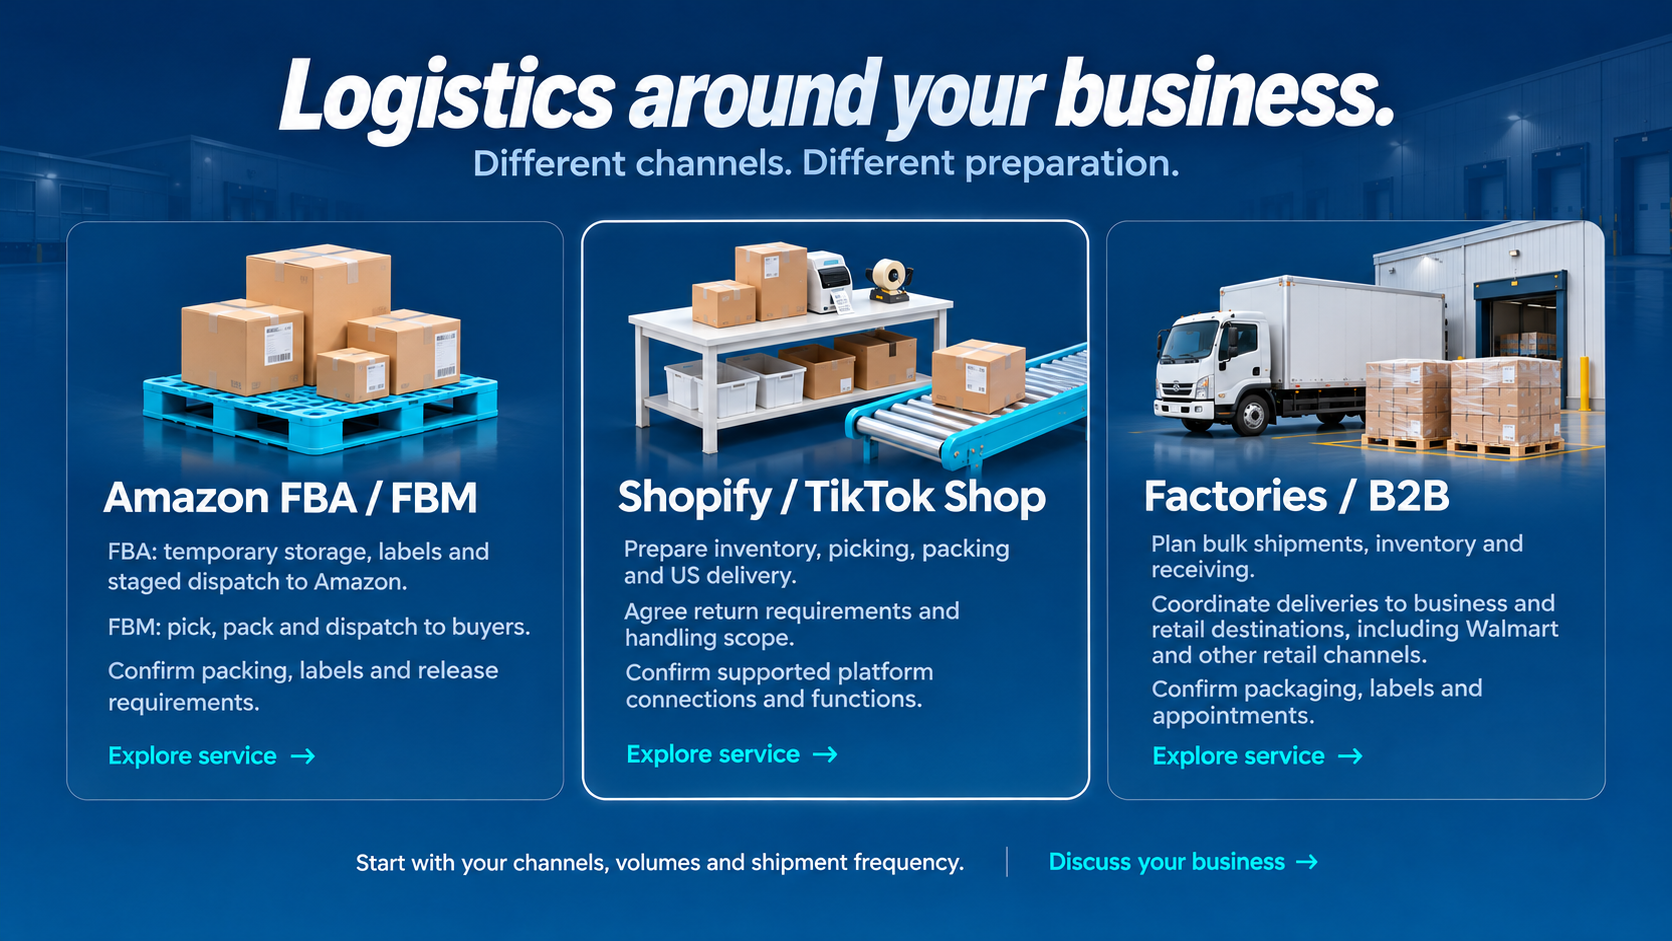 Logistics around your business.
Different channels. Different preparation.
Amazon FBA / FBM
FBA: temporary storage, labels and
staged dispatch to Amazon.
FBM: pick, pack and dispatch to buyers.
Confirm packing, labels and release
requirements.
Explore service →
Shopify / TikTok Shop
Prepare inventory, picking, packing
and US delivery.
Agree return requirements and
handling scope.
Confirm supported platform
connections and functions.
Explore service →
Factories / B2B
Plan bulk shipments, inventory and
receiving.
Coordinate deliveries to business and
retail destinations, including Walmart
and other retail channels.
Confirm packaging, labels and
appointments.
Explore service →
Start with your channels, volumes and shipment frequency.
Discuss your business →